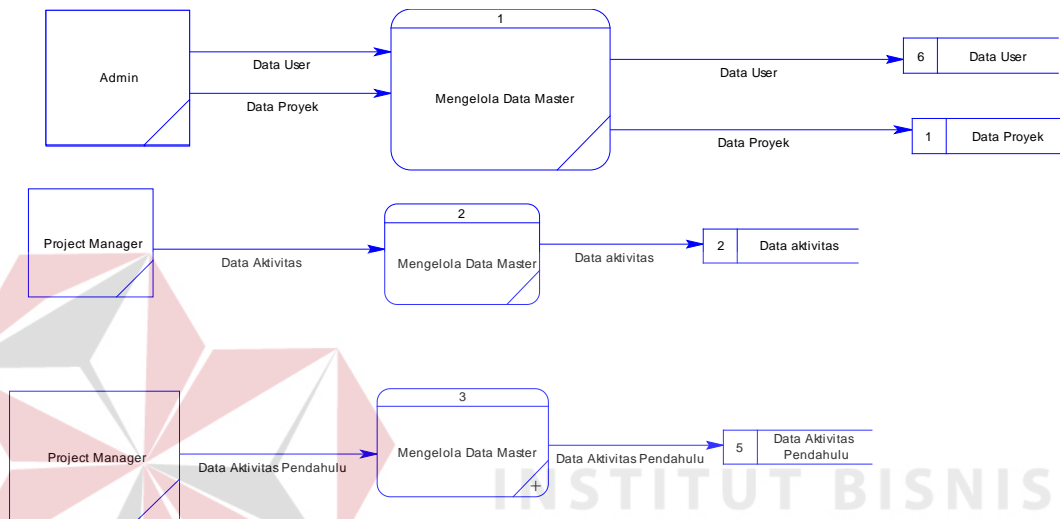 1
Admin
Data User
Data Proyek
Mengelola Data Master
Data User
Data Proyek
6 Data User
1 Data Proyek
Project Manager
Data Aktivitas
2
Mengelola Data Master
Data aktivitas
2 Data aktivitas
Project Manager
Data Aktivitas Pendahulu
3
Mengelola Data Master
+
Data Aktivitas Pendahulu
5 Data Aktivitas
Pendahulu
INSTITUT BISNIS